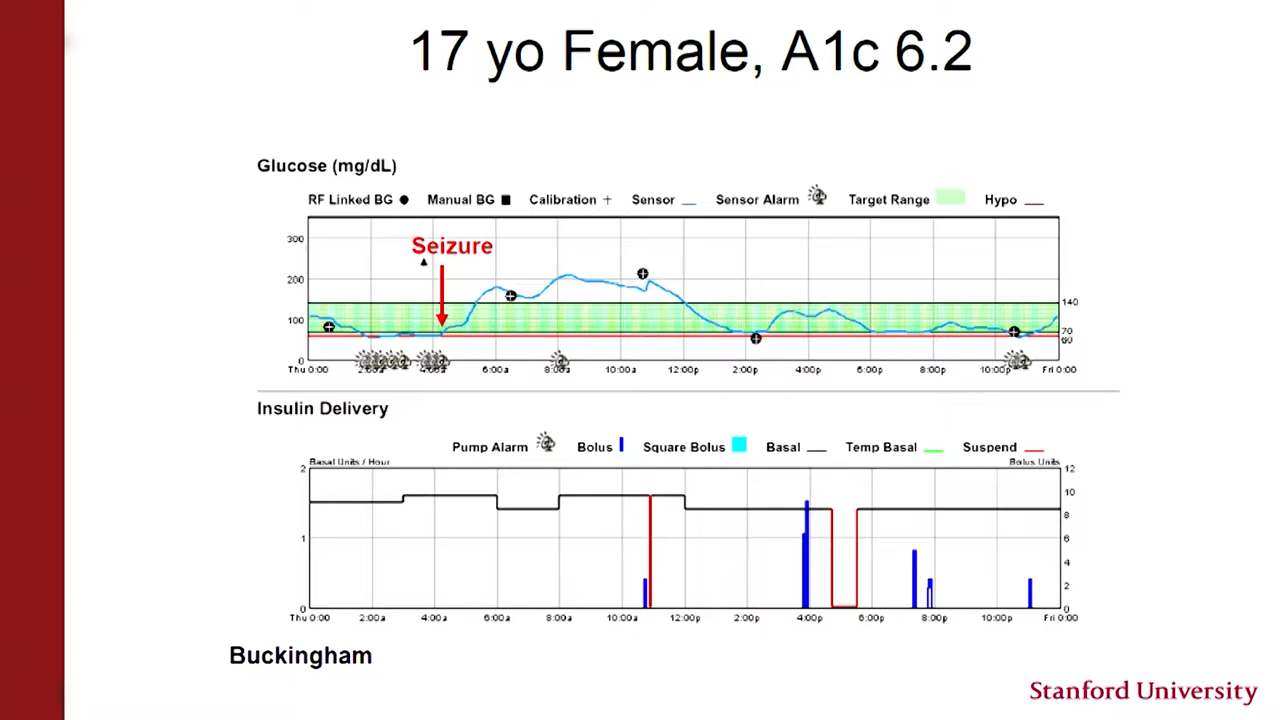 17 yo Female, A1c 6.2
Glucose (mg/dL)
RF Linked BG Manual BG Calibration Sensor Sensor Alarm Target Range Hypo
300
200
100
0
Seizure
140
70
60
Thu 0:00 2:00a 4:00a 6:00a 8:00a 10:00a 12:00p 2:00p 4:00p 6:00p 8:00p 10:00p Fri 0:00
Insulin Delivery
Pump Alarm Bolus Square Bolus Basal Temp Basal Suspend
Basal Units / Hour Bolus Units
2
1
0
12
10
8
6
4
2
0
Thu 0:00 2:00a 4:00a 6:00a 8:00a 10:00a 12:00p 2:00p 4:00p 6:00p 8:00p 10:00p Fri 0:00
Buckingham
Stanford University